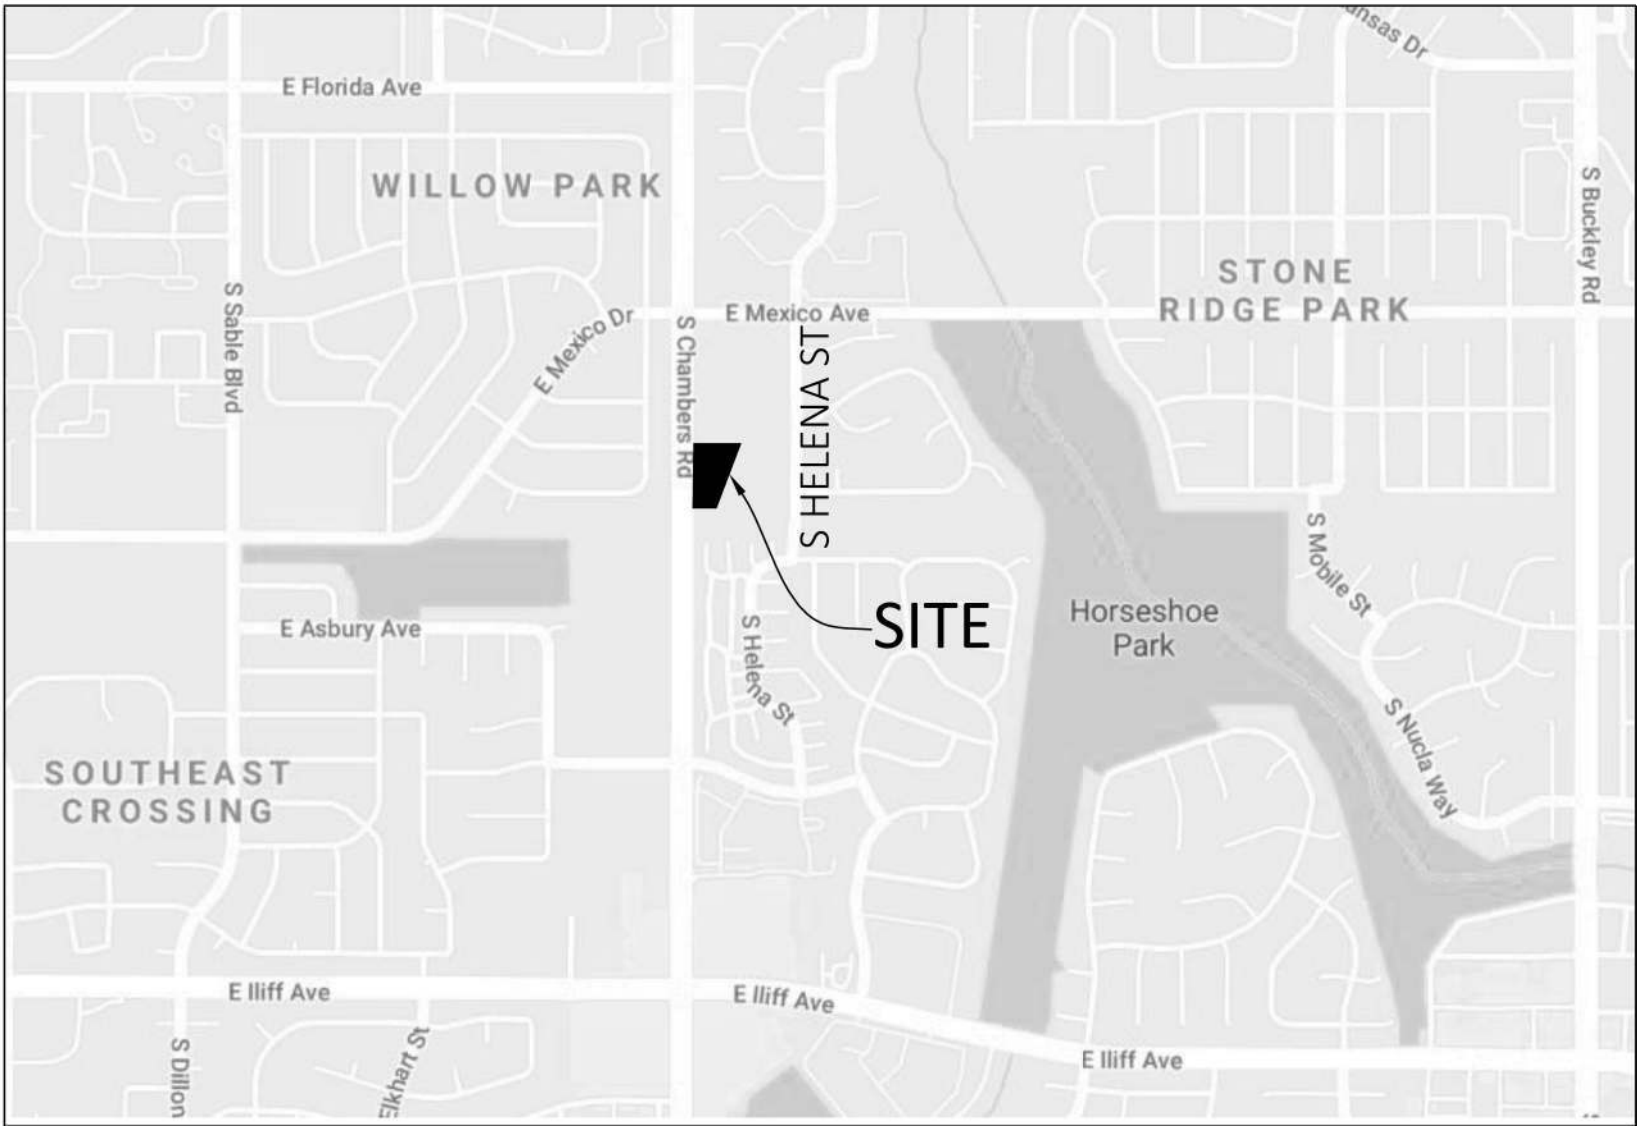 ansas Dr
E Florida Ave
WILLOW PARK
S Buckley Rd
STONE
RIDGE PARK
S Sable Blvd
E Mexico Dr
S Chambers Rd
E Mexico Ave
S HELENA ST
S Mobile St
SITE
Horseshoe
Park
E Asbury Ave
S Helena St
S Nucla Way
SOUTHEAST
CROSSING
E Iliff Ave
E Iliff Ave
E Iliff Ave
S Dillon
Elkhart St